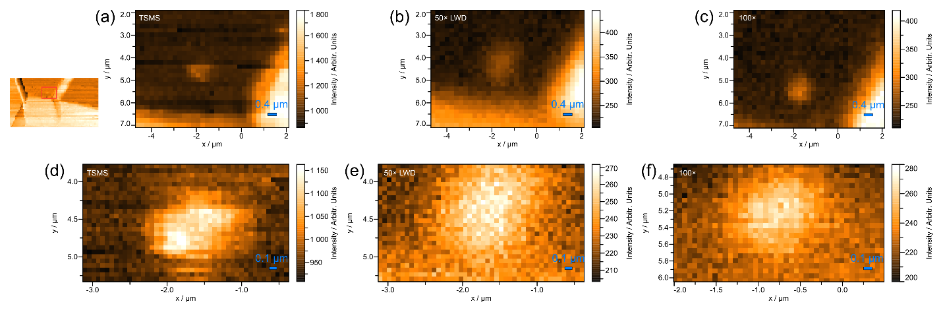 (a) TSMS
2.0
3.0
4.0
5.0
6.0
7.0
y / µm
-4 -2 0 2
x / µm
0.4 µm
1 800
1 600
1 400
1 200
1 000
Intensity / Arbitr. Units
(b) 50× LWD
2.0
3.0
4.0
5.0
6.0
7.0
y / µm
-4 -2 0 2
x / µm
0.4 µm
400
350
300
250
Intensity / Arbitr. Units
(c) 100×
2.0
3.0
4.0
5.0
6.0
7.0
y / µm
-4 -2 0 2
x / µm
0.4 µm
400
350
300
250
Intensity / Arbitr. Units
(d) TSMS
4.0
4.5
5.0
y / µm
-3.0 -2.0 -1.0
x / µm
0.1 µm
1 150
1 100
1 050
1 000
950
Intensity / Arbitr. Units
(e) 50× LWD
4.0
4.5
5.0
y / µm
-3.0 -2.0 -1.0
x / µm
0.1 µm
270
260
250
240
230
220
210
Intensity / Arbitr. Units
(f) 100×
4.8
5.0
5.2
5.4
5.6
5.8
6.0
y / µm
-2.0 -1.5 -1.0 -0.5 0.0
x / µm
0.1 µm
280
260
240
220
200
Intensity / Arbitr. Units